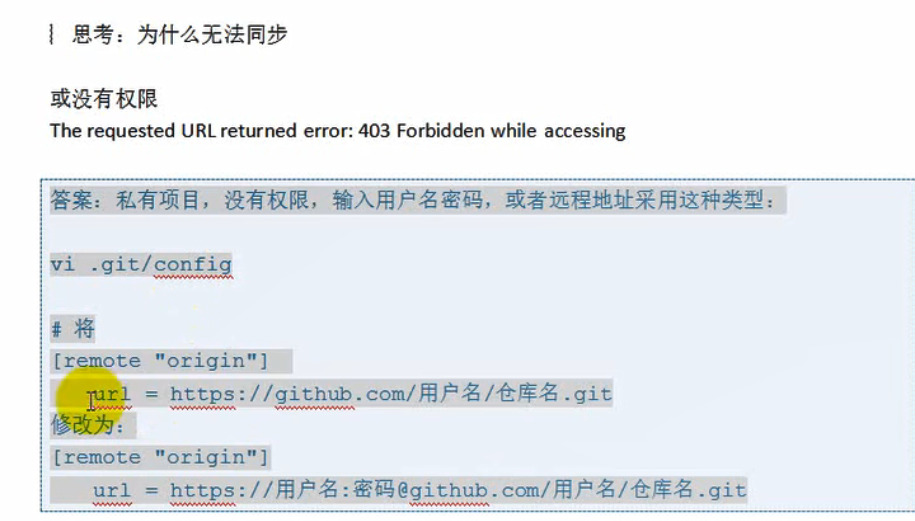 思考：为什么无法同步
或没有权限
The requested URL returned error: 403 Forbidden while accessing
答案：私有项目，没有权限，输入用户名密码，或者远程地址采用这种类型：
vi .git/config
# 将
[remote "origin"]
url = https://github.com/用户名/仓库名.git
修改为：
[remote "origin"]
url = https://用户名:密码@github.com/用户名/仓库名.git